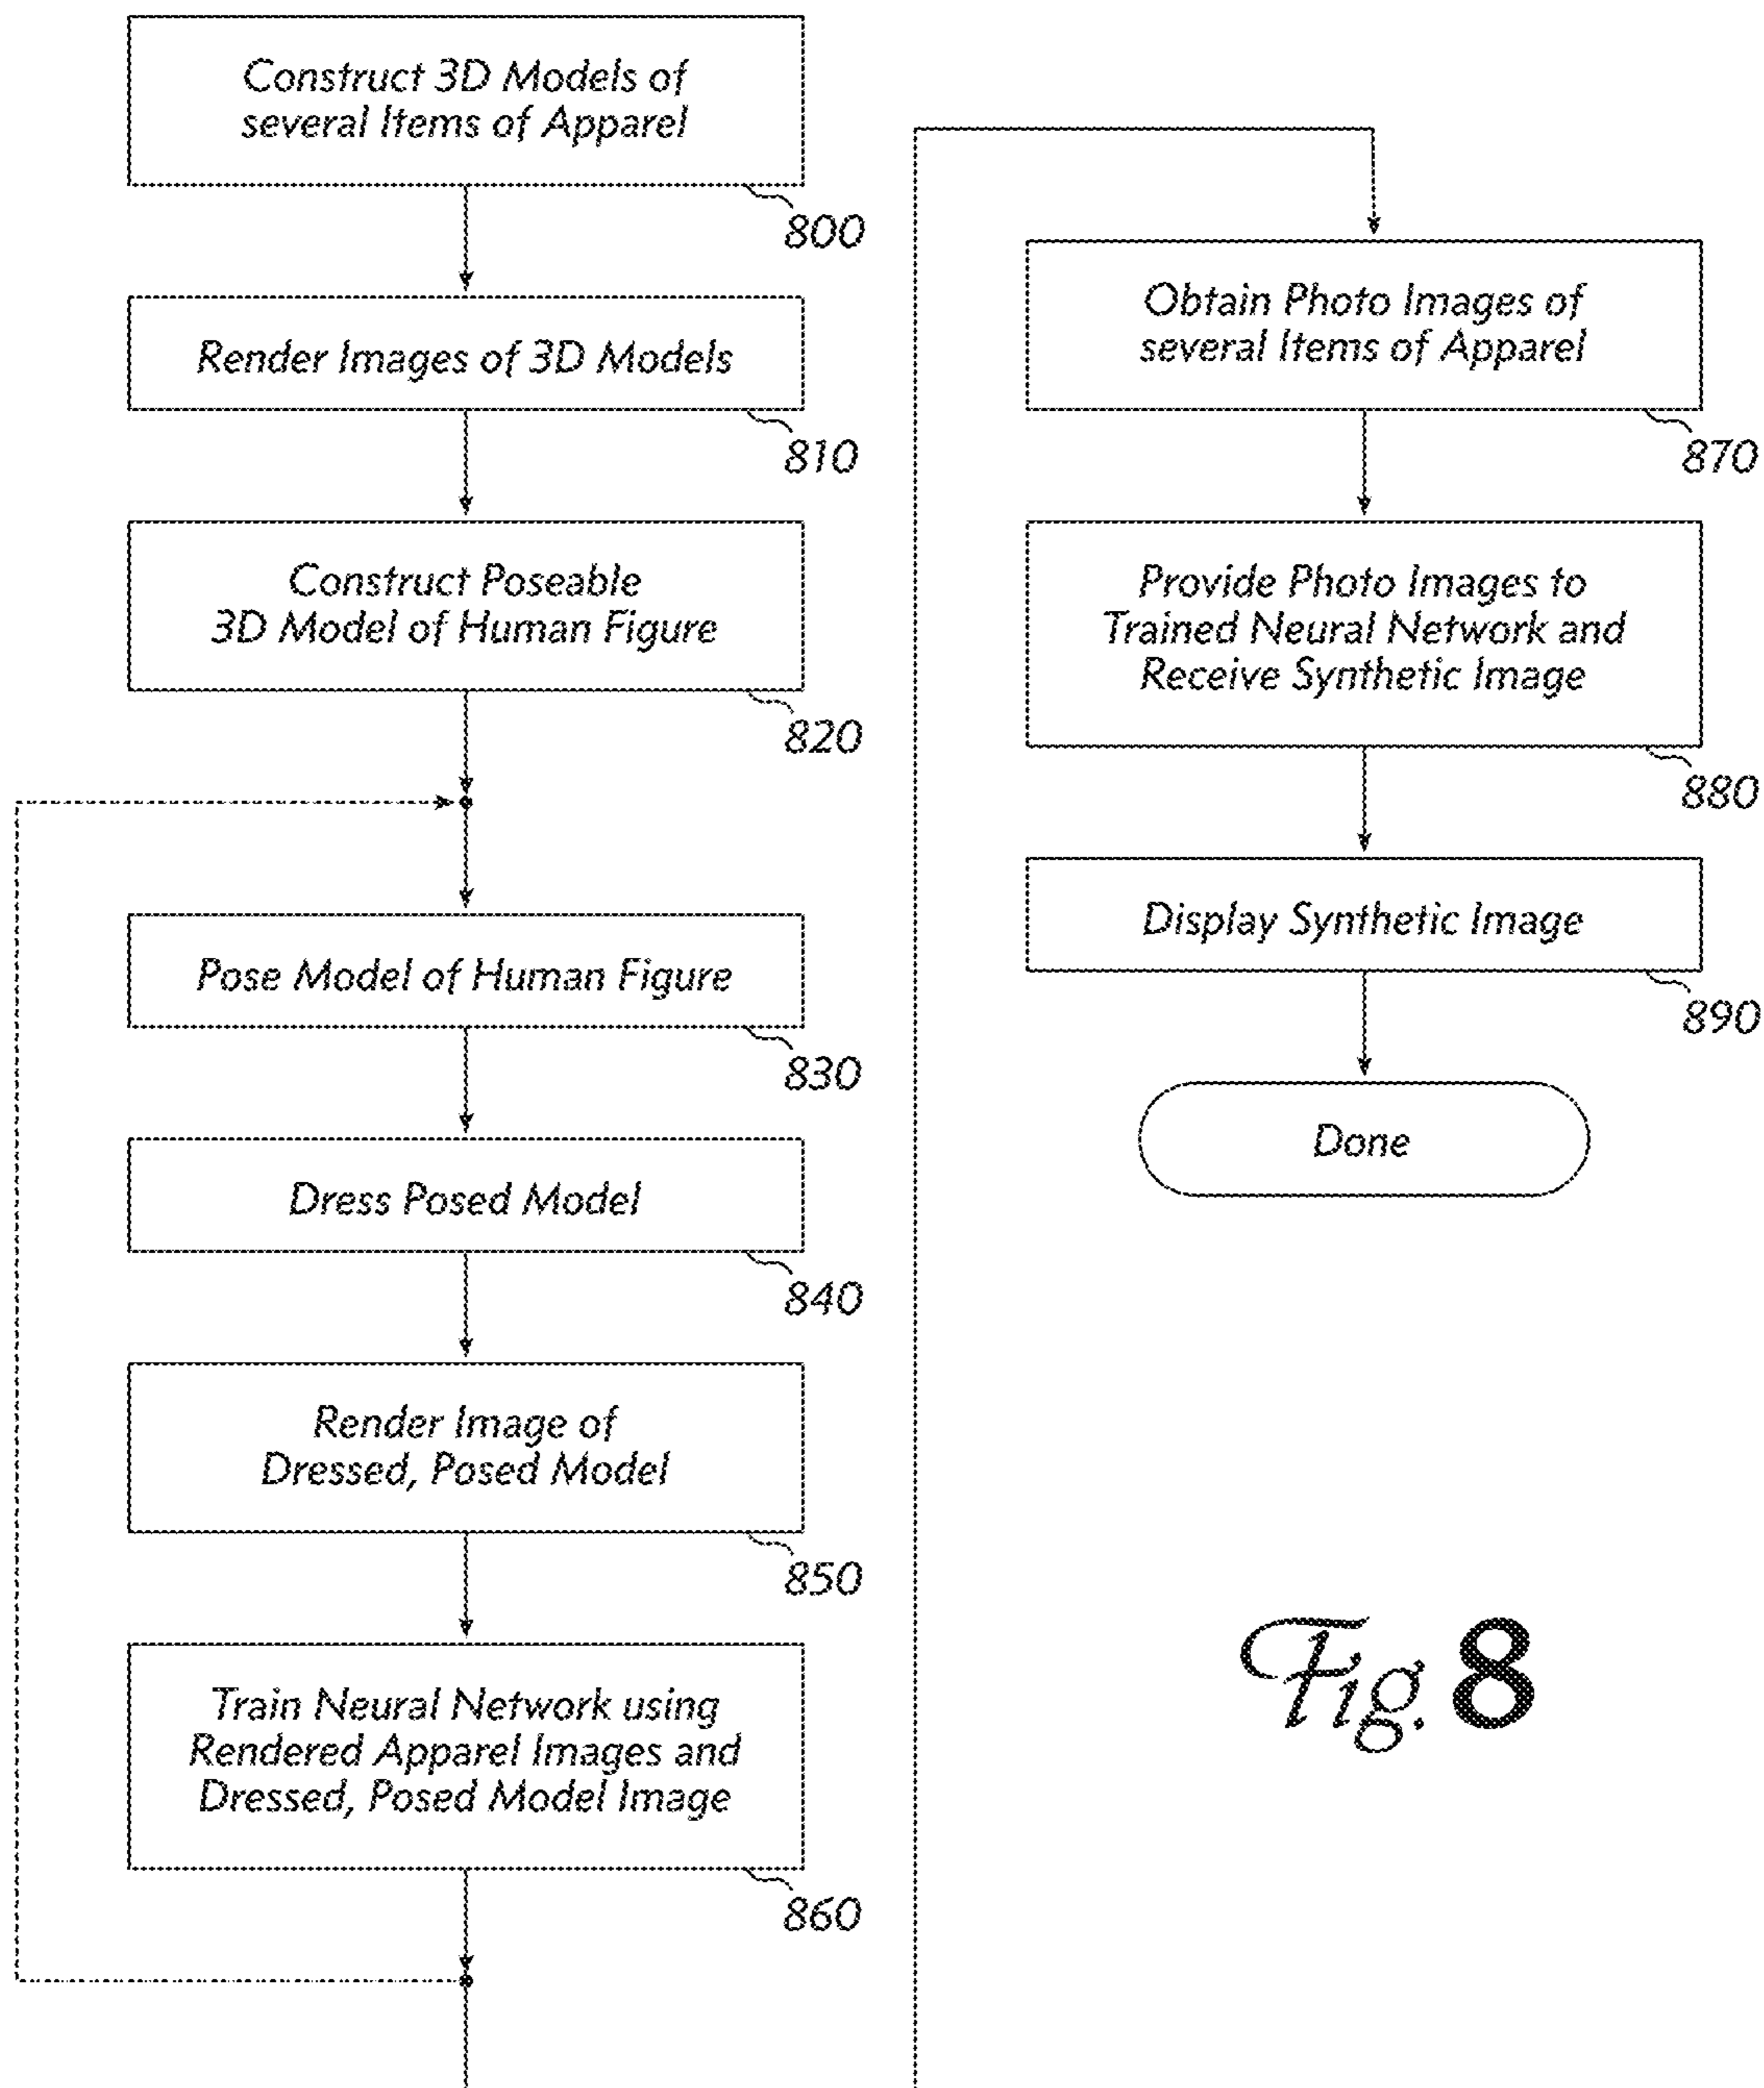 Construct 3D Models of
several Items of Apparel
800
Render Images of 3D Models
810
Construct Poseable
3D Model of Human Figure
820
Pose Model of Human Figure
830
Dress Posed Model
840
Render Image of
Dressed, Posed Model
850
Train Neural Network using
Rendered Apparel Images and
Dressed, Posed Model Image
860
Obtain Photo Images of
several Items of Apparel
870
Provide Photo Images to
Trained Neural Network and
Receive Synthetic Image
880
Display Synthetic Image
890
Done
Fig. 8